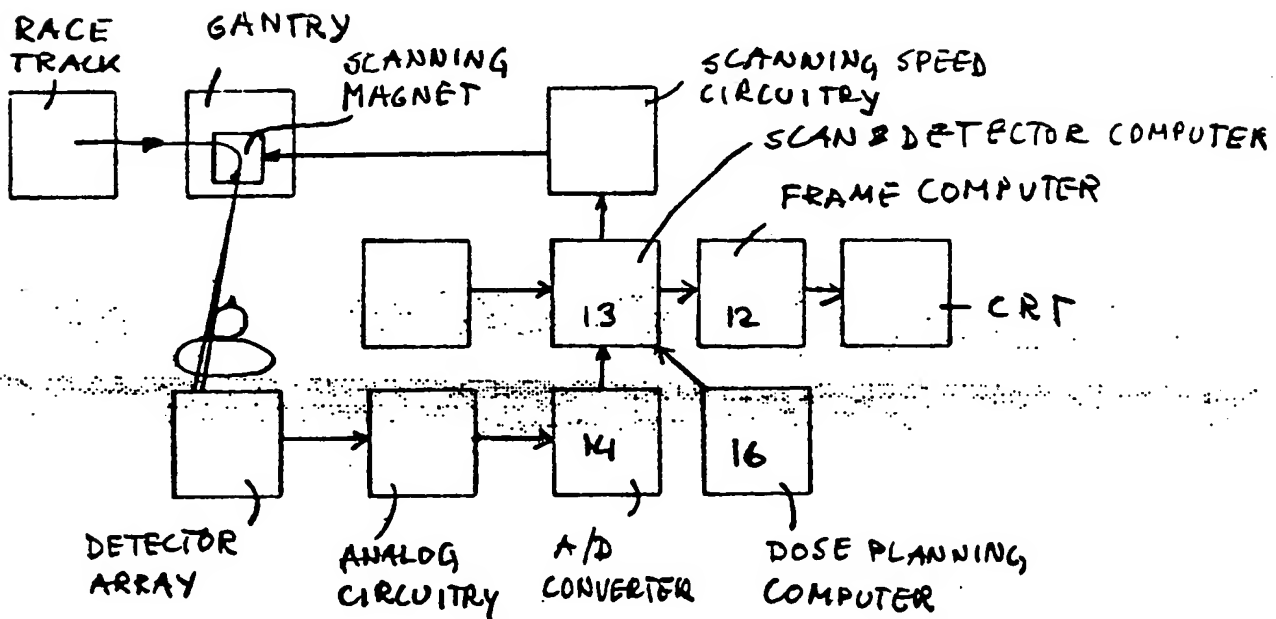 RACE
TRACK
GANTRY
SCANNING
MAGNET
SCANNING SPEED
CIRCUITRY
SCAN & DETECTOR COMPUTER
FRAME COMPUTER
13
12
CRT
14
16
DETECTOR
ARRAY
ANALOG
CIRCUITRY
A/D
CONVERTER
DOSE PLANNING
COMPUTER